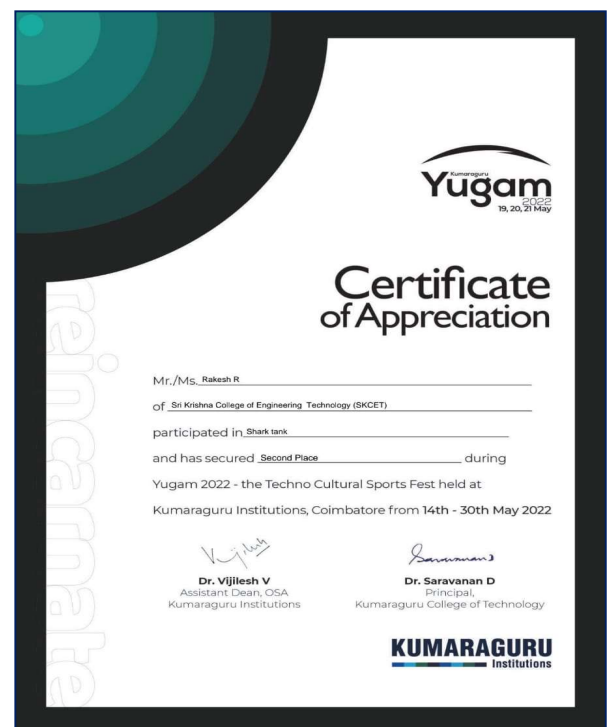 Kumaraguru
Yugam
2022
19, 20, 21 May
Certificate
of Appreciation
reincarnate
Mr./Ms. Rakesh R
of Sri Krishna College of Engineering Technology (SKCET)
participated in Shark tank
and has secured Second Place during
Yugam 2022 - the Techno Cultural Sports Fest held at
Kumaraguru Institutions, Coimbatore from 14th - 30th May 2022
Dr. Vijilesh V
Assistant Dean, OSA
Kumaraguru Institutions
Dr. Saravanan D
Principal,
Kumaraguru College of Technology
KUMARAGURU
Institutions